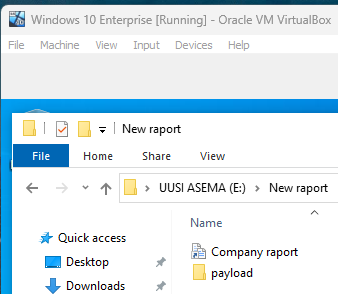 Windows 10 Enterprise [Running] - Oracle VM VirtualBox
File Machine View Input Devices Help
New raport
File Home Share View
UUSI ASEMA (E:) New raport
Name
Quick access
Company raport
Desktop
payload
Downloads